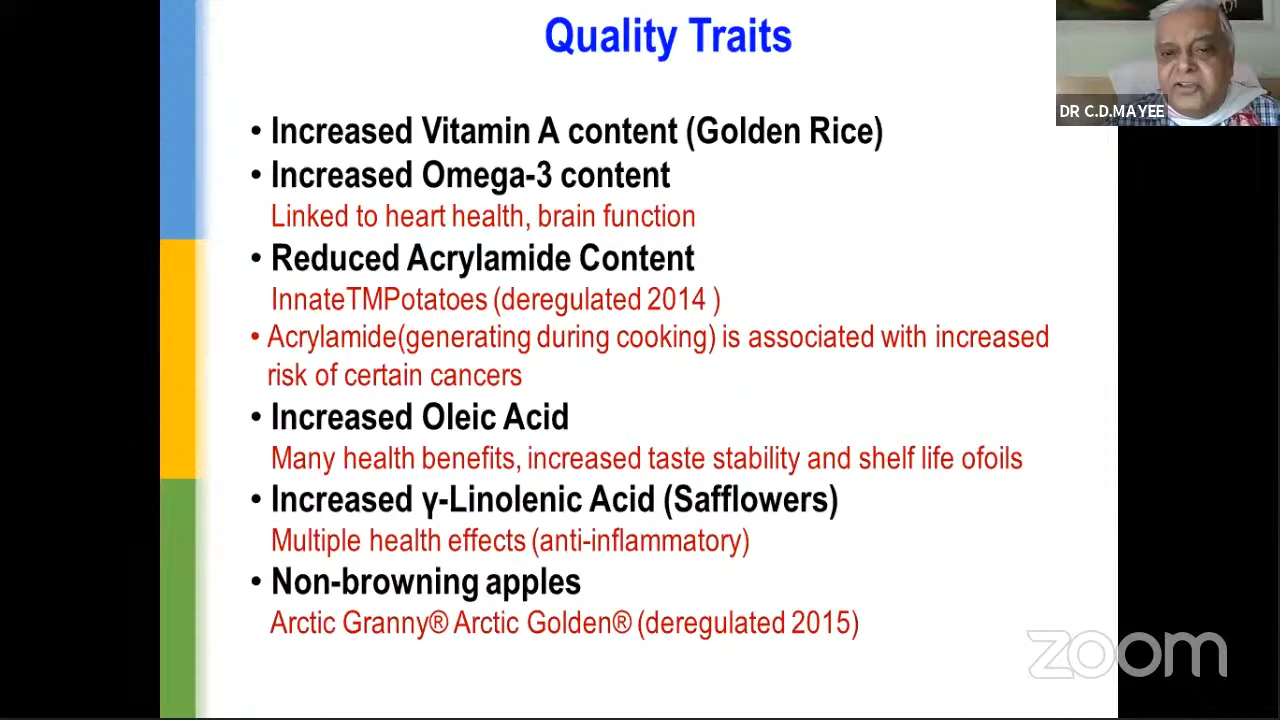 Quality Traits
DR C.D.MAYEE
• Increased Vitamin A content (Golden Rice)
• Increased Omega-3 content
Linked to heart health, brain function
• Reduced Acrylamide Content
InnateTMPotatoes (deregulated 2014 )
• Acrylamide(generating during cooking) is associated with increased
risk of certain cancers
• Increased Oleic Acid
Many health benefits, increased taste stability and shelf life ofoils
• Increased γ-Linolenic Acid (Safflowers)
Multiple health effects (anti-inflammatory)
• Non-browning apples
Arctic Granny® Arctic Golden® (deregulated 2015)
zoom